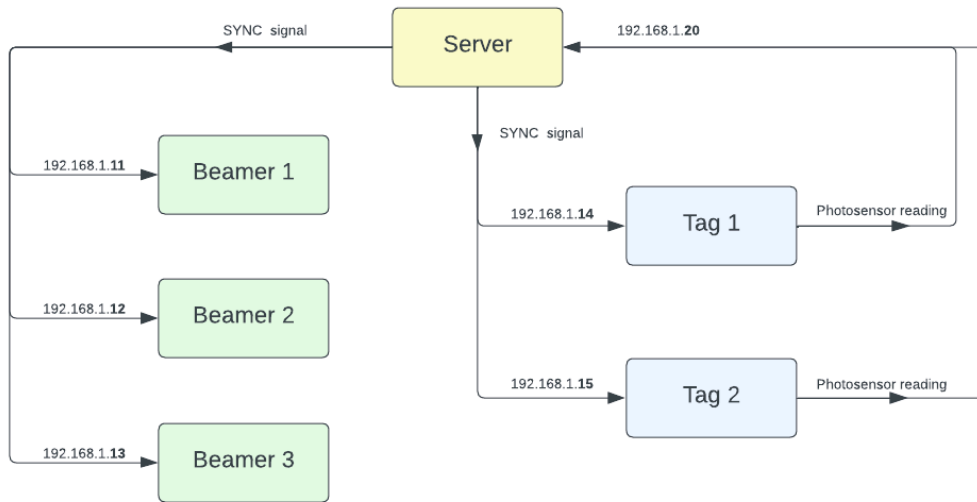 SYNC signal
Server
192.168.1.20
SYNC signal
192.168.1.11
Beamer 1
192.168.1.14
Tag 1
Photosensor reading
192.168.1.12
Beamer 2
192.168.1.15
Tag 2
Photosensor reading
192.168.1.13
Beamer 3